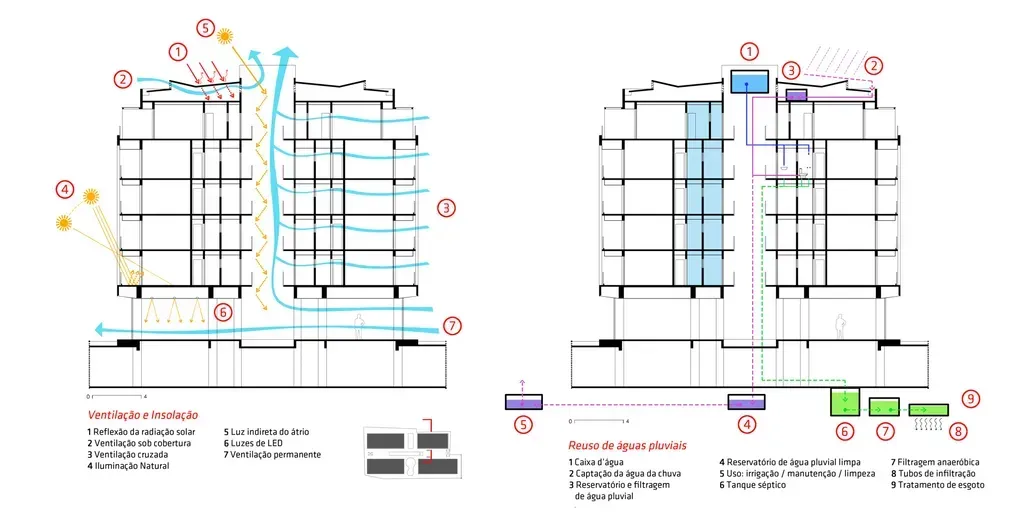 5
1
2
4
3
6
7
0 4
Ventilação e Insolação
1 Reflexão da radiação solar
2 Ventilação sob cobertura
3 Ventilação cruzada
4 Iluminação Natural
5 Luz indireta do átrio
6 Luzes de LED
7 Ventilação permanente
1
3
2
5
4
6
7
8
9
0 4
Reuso de águas pluviais
1 Caixa d'água
2 Captação da água da chuva
3 Reservatório e filtragem
de água pluvial
4 Reservatório de água pluvial limpa
5 Uso: irrigação / manutenção / limpeza
6 Tanque séptico
7 Filtragem anaeróbica
8 Tubos de infiltração
9 Tratamento de esgoto